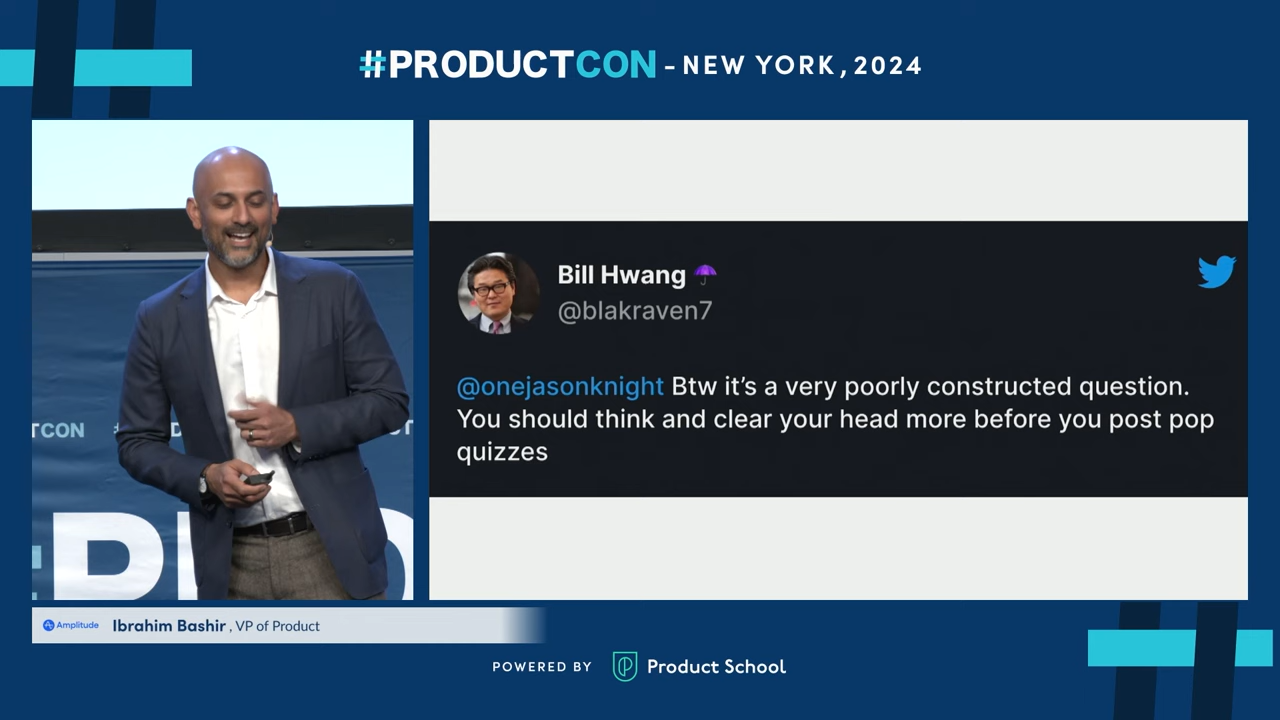 #PRODUCTCON - NEW YORK, 2024
Bill Hwang ☂
@blakraven7
@onejasonknight Btw it’s a very poorly constructed question.
You should think and clear your head more before you post pop
quizzes
TCON #
Amplitude Ibrahim Bashir , VP of Product
POWERED BY Product School